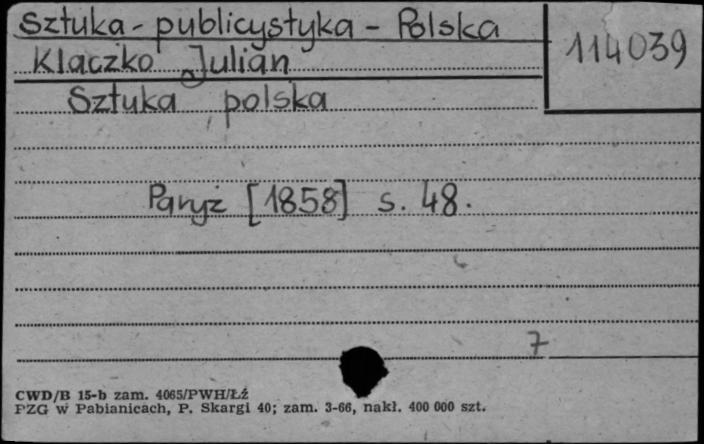 Sztuka - publicystyka - Polska
114039
Klaczko Julian
Sztuka polska
Paryż [1858] s. 48.
7
CWD/B 15-b zam. 4065/PWH/Łź
PZG w Pabianicach, P. Skargi 40; zam. 3-66, nakł. 400 000 szt.